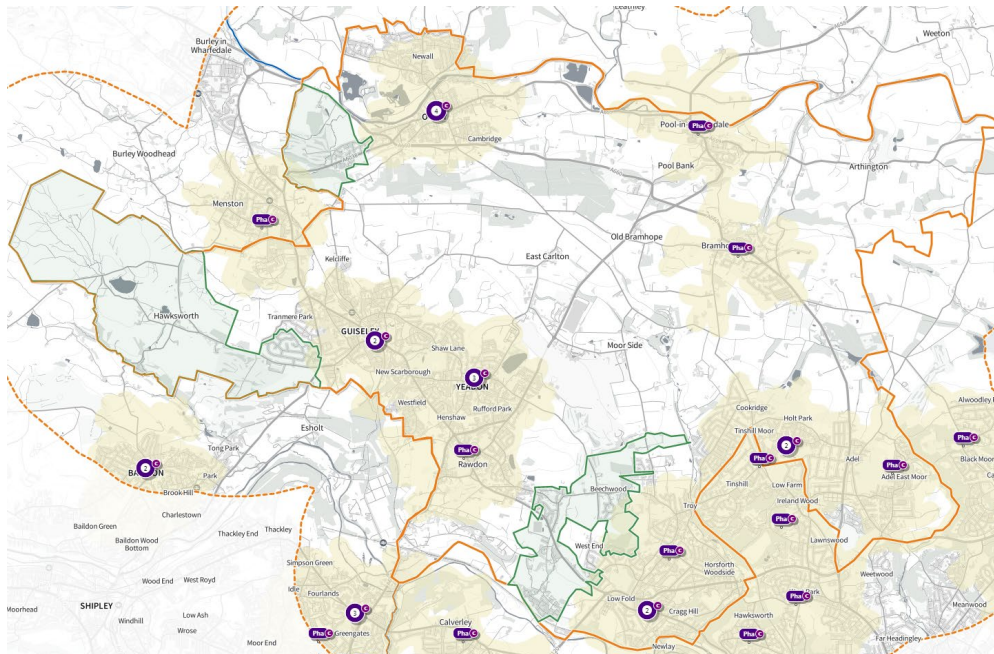 Leathley
Weeton
Burley in
Wharfedale
Newall
4
Cambridge
Pha
Pool-in
dale
Burley Woodhead
Pool Bank
Arthington
Menston
Pha
Old Bramhope
Bramho
Pha
Kelcliffe
East Carlton
Hawksworth
Tranmere Park
GUISELEY
2
Shaw Lane
Moor Side
New Scarborough
3
YEADON
Westfield
Rufford Park
Henshaw
Cookridge
Holt Park
Alwoodley
Esholt
Tinshill Moor
2
Pha
Black Moor
Tong Park
Pha
Rawdon
Pha
Adel
Pha
Adel East Moor
2
Park
Tinshill
Low Farm
Brook Hill
Beechwood
Ireland Wood
Charlestown
Troy
Pha
Baildon Green
Thackley End
Thackley
Lawnswood
Baildon Wood
Bottom
West End
Pha
Simpson Green
Horsforth
Woodside
Weetwood
Wood End
West Royd
Idle
Fourlands
Low Fold
Pha
Park
Meanwood
Moorhead
SHIPLEY
Low Ash
3
2
Cragg Hill
Hawksworth
Windhill
Wrose
Pha
Greengates
Calverley
Pha
Pha
Far Headingley
Moor End
Newlay